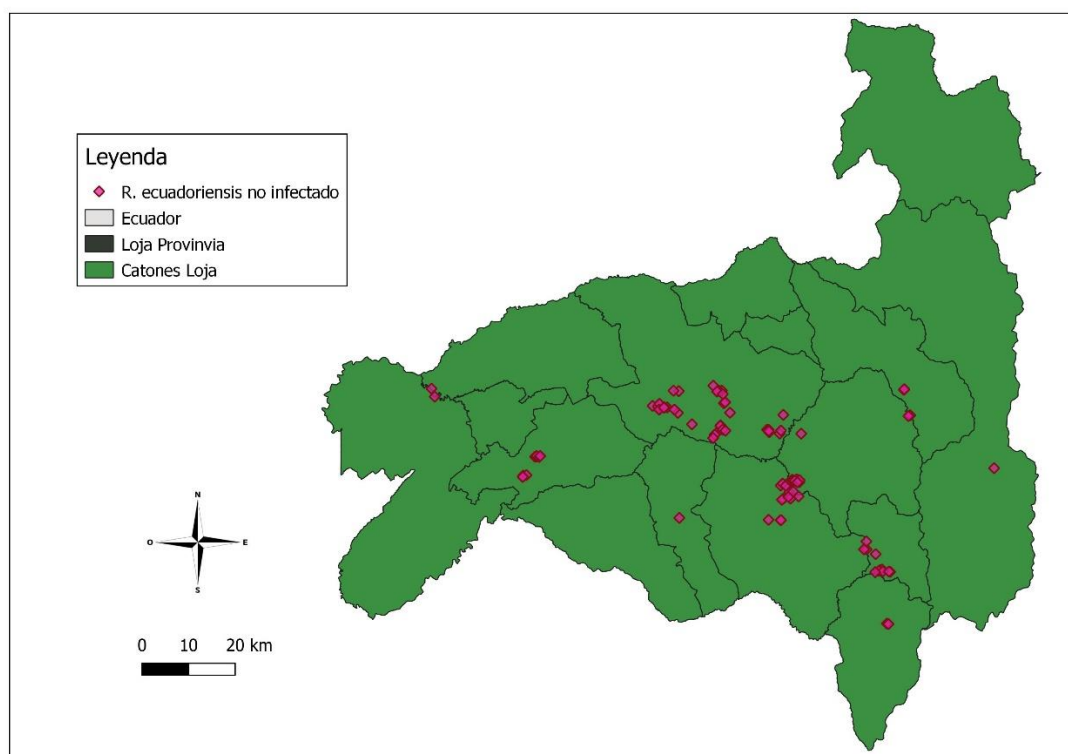 Leyenda
R. ecuadoriensis no infectado
Ecuador
Loja Provinvia
Catones Loja
N
O
E
S
0 10 20 km